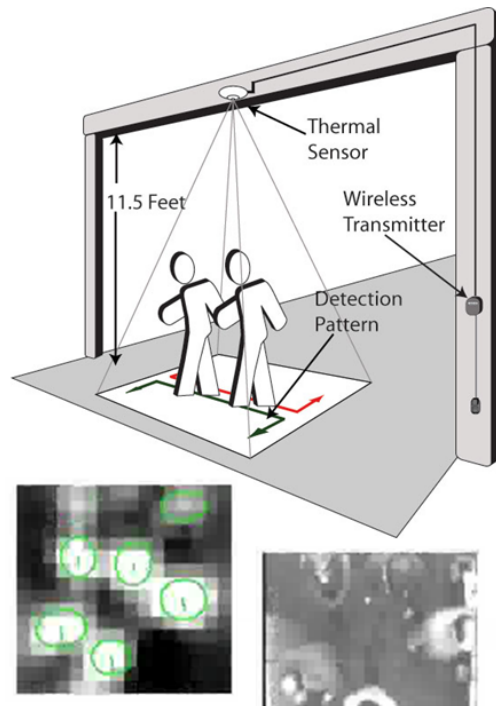 Thermal
Sensor
11.5 Feet
Wireless
Transmitter
Detection
Pattern